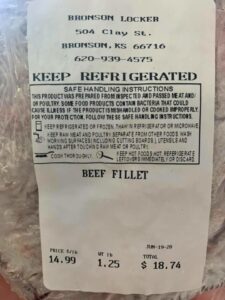 BRONSON LOCKER
504 Clay St.
BRONSON, KS 66716
620-939-4575
KEEP REFRIGERATED
SAFE HANDLING INSTRUCTIONS
THIS PRODUCT WAS PREPARED FROM INSPECTED AND PASSED MEAT AND/
OR POULTRY. SOME FOOD PRODUCTS CONTAIN BACTERIA THAT COULD
CAUSE ILLNESS IF THE PRODUCT IS MISHANDLED OR COOKED IMPROPERLY.
FOR YOUR PROTECTION, FOLLOW THESE SAFE HANDLING INSTRUCTIONS.
KEEP REFRIGERATED OR FROZEN. THAW IN REFRIGERATOR OR MICROWAVE
KEEP RAW MEAT AND POULTRY SEPARATE FROM OTHER FOODS. WASH
WORKING SURFACES (INCLUDING CUTTING BOARDS), UTENSILS AND
HANDS AFTER TOUCHING RAW MEAT OR POULTRY.
COOK THOROUGHLY.
KEEP HOT FOODS HOT. REFRIGERATE
LEFTOVERS IMMEDIATELY OR DISCARD.
BEEF FILLET
JUN-19-20
PRICE $/lb WT lb TOTAL
14.99 1.25 $ 18.74